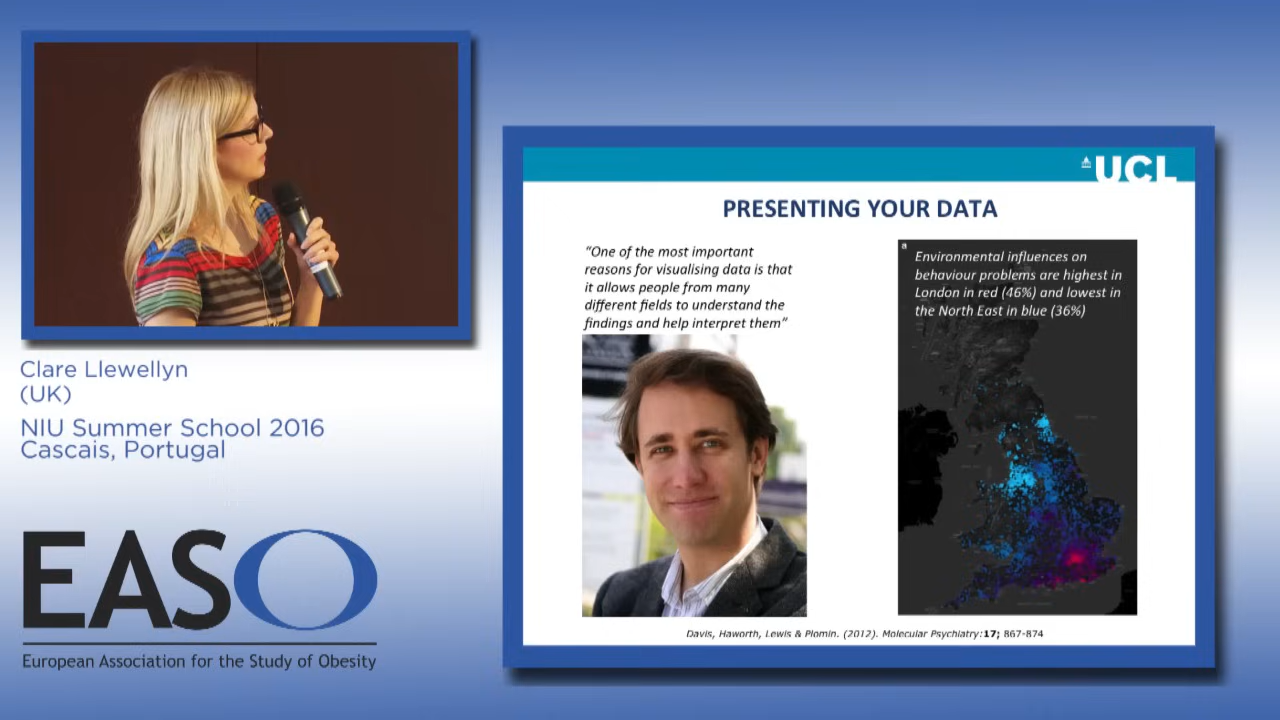 Clare Llewellyn
(UK)
NIU Summer School 2016
Cascais, Portugal
EASO
European Association for the Study of Obesity
UCL
PRESENTING YOUR DATA
“One of the most important
reasons for visualising data is that
it allows people from many
different fields to understand the
findings and help interpret them”
a
Environmental influences on
behaviour problems are highest in
London in red (46%) and lowest in
the North East in blue (36%)
Davis, Haworth, Lewis & Plomin. (2012). Molecular Psychiatry:17; 867-874